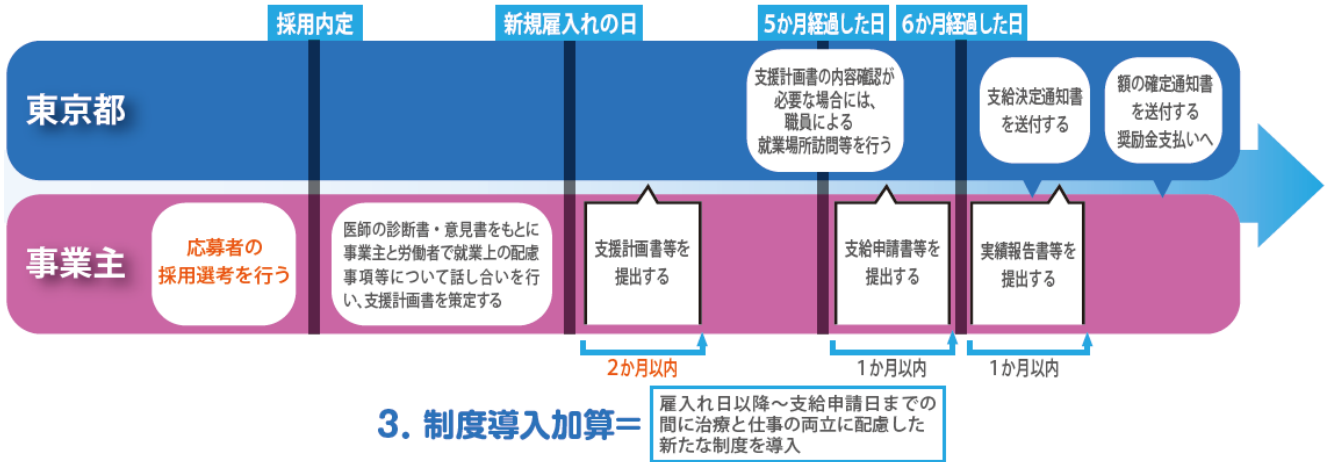 採用内定
新規雇入れの日
5か月経過した日
6か月経過した日
東京都
支援計画書の内容確認が
必要な場合には、
職員による
就業場所訪問等を行う
支給決定通知書
を送付する
額の確定通知書
を送付する
奨励金支払いへ
事業主
応募者の
採用選考を行う
医師の診断書・意見書をもとに
事業主と労働者で就業上の配慮
事項等について話し合いを行
い、支援計画書を策定する
支援計画書等を
提出する
支給申請書等を
提出する
実績報告書等を
提出する
2か月以内
1か月以内
1か月以内
3. 制度導入加算＝
雇入れ日以降～支給申請日までの
間に治療と仕事の両立に配慮した
新たな制度を導入